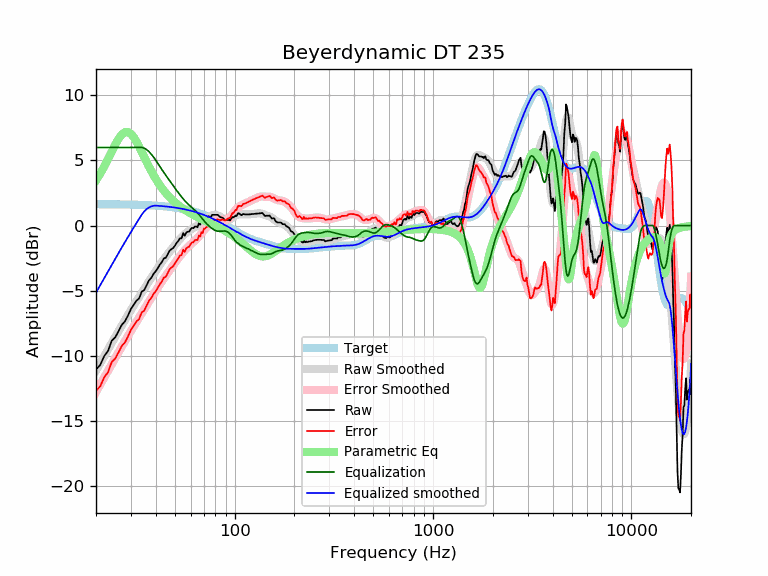 Beyerdynamic DT 235
Amplitude (dBr)
10
5
0
−5
−10
−15
−20
Target
Raw Smoothed
Error Smoothed
Raw
Error
Parametric Eq
Equalization
Equalized smoothed
100
1000
10000
Frequency (Hz)